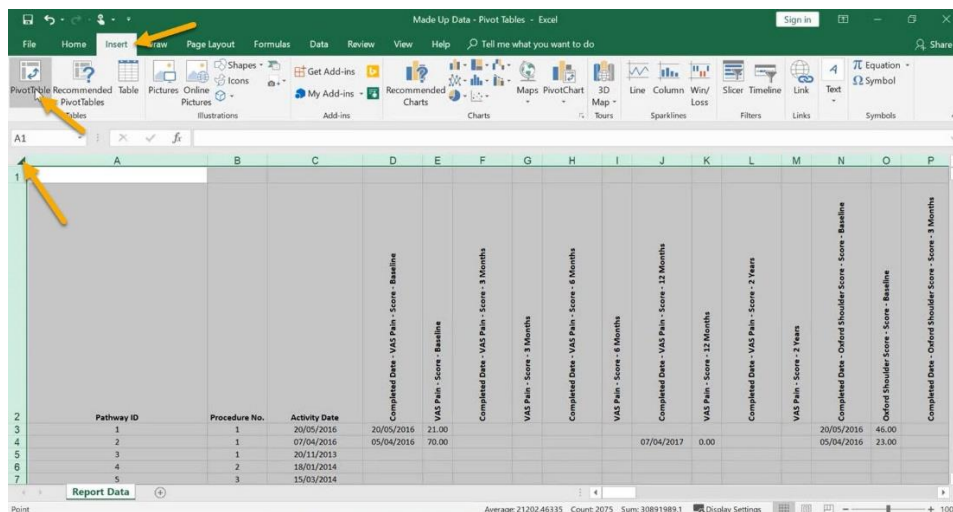 Made Up Data - Pivot Tables - Excel
Sign in
File Home Insert Draw Page Layout Formulas Data Review View Help Tell me what you want to do Share
PivotTable Recommended PivotTables Table
Pictures Online Pictures Shapes Icons
Get Add-ins
My Add-ins
Recommended Charts
Maps PivotChart
3D Map
Line Column Win/Loss
Slicer Timeline
Link
Text
Equation
Symbol
Tables Illustrations Add-ins Charts Tours Sparklines Filters Links Symbols
A1 fx
A B C D E F G H I J K L M N O P
1
2 Pathway ID Procedure No. Activity Date
Completed Date - VAS Pain - Score - Baseline
VAS Pain - Score - Baseline
Completed Date - VAS Pain - Score - 3 Months
VAS Pain - Score - 3 Months
Completed Date - VAS Pain - Score - 6 Months
VAS Pain - Score - 6 Months
Completed Date - VAS Pain - Score - 12 Months
VAS Pain - Score - 12 Months
Completed Date - VAS Pain - Score - 2 Years
VAS Pain - Score - 2 Years
Completed Date - Oxford Shoulder Score - Score - Baseline
Oxford Shoulder Score - Score - Baseline
Completed Date - Oxford Shoulder Score - Score - 3 Months
3 1 1 20/05/2016 20/05/2016 21.00 20/05/2016 46.00
4 2 1 07/04/2016 05/04/2016 70.00 07/04/2017 0.00 05/04/2016 23.00
5 3 1 20/11/2013
6 4 2 18/01/2014
7 5 3 15/03/2014
Report Data
Point Average: 21202.46335 Count: 2075 Sum: 30891989.1 Display Settings 100